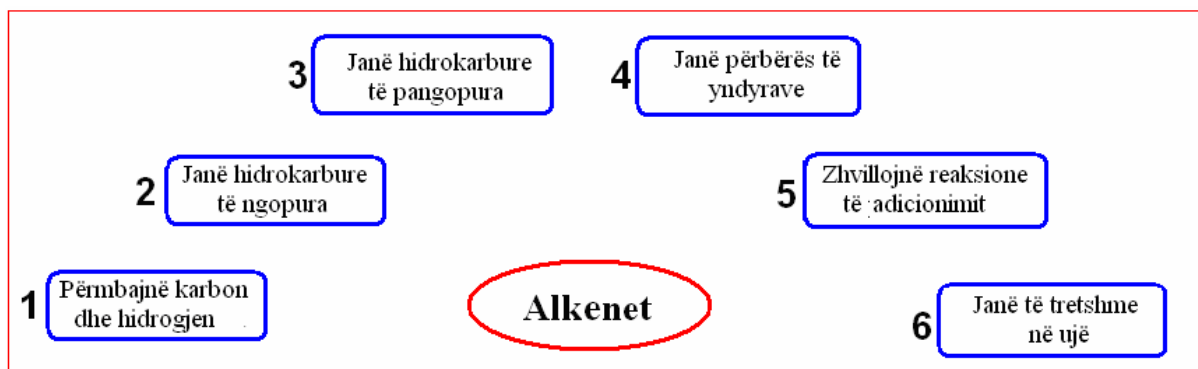 3
Janë hidrokarbure
të pangopura
4
Janë përbërës të
yndyrave
2
Janë hidrokarbure
të ngopura
5
Zhvillojnë reaksione
të adicionimit
1
Përmbajnë karbon
dhe hidrogjen
Alkenet
6
Janë të tretshme
në ujë